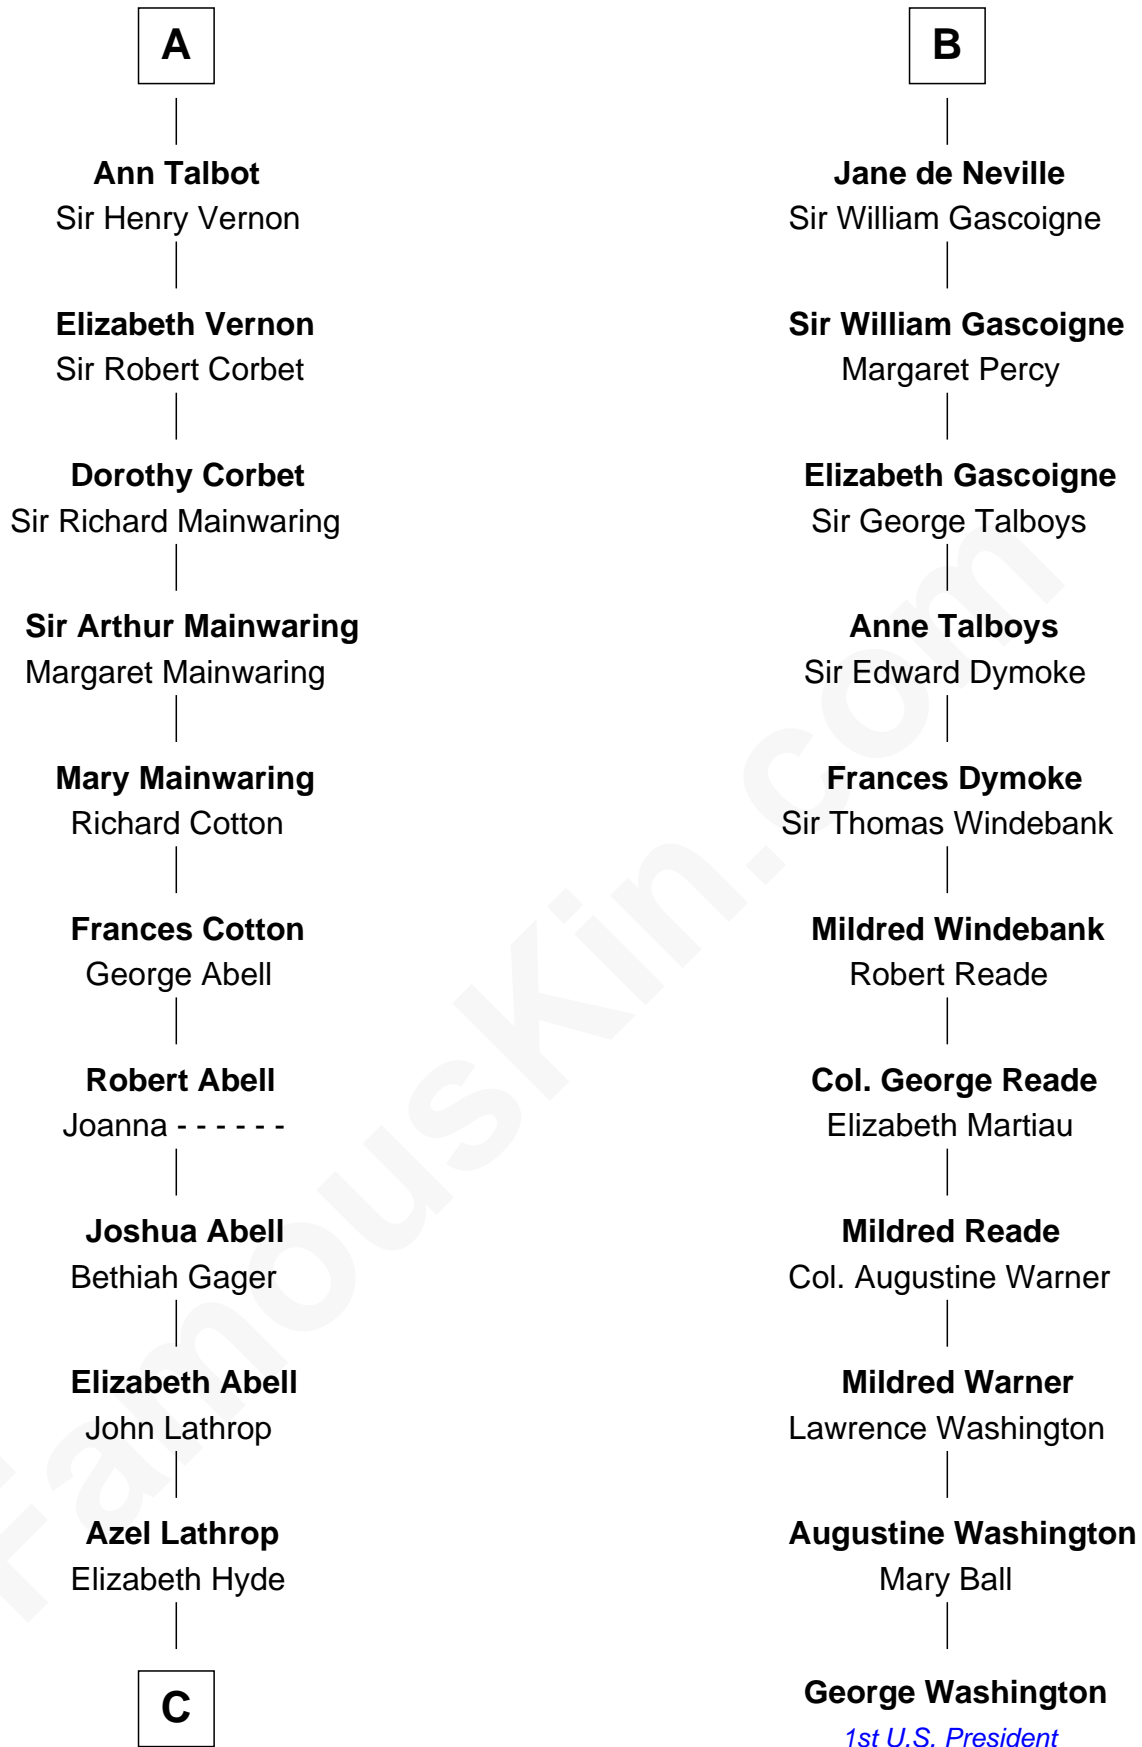 A
Ann Talbot
Sir Henry Vernon
Elizabeth Vernon
Sir Robert Corbet
Dorothy Corbet
Sir Richard Mainwaring
Sir Arthur Mainwaring
Margaret Mainwaring
Mary Mainwaring
Richard Cotton
Frances Cotton
George Abell
Robert Abell
Joanna - - - - - -
Joshua Abell
Bethiah Gager
Elizabeth Abell
John Lathrop
Azel Lathrop
Elizabeth Hyde
C
B
Jane de Neville
Sir William Gascoigne
Sir William Gascoigne
Margaret Percy
Elizabeth Gascoigne
Sir George Talboys
Anne Talboys
Sir Edward Dymoke
Frances Dymoke
Sir Thomas Windebank
Mildred Windebank
Robert Reade
Col. George Reade
Elizabeth Martiau
Mildred Reade
Col. Augustine Warner
Mildred Warner
Lawrence Washington
Augustine Washington
Mary Ball
George Washington
1st U.S. President
FamousKin.com